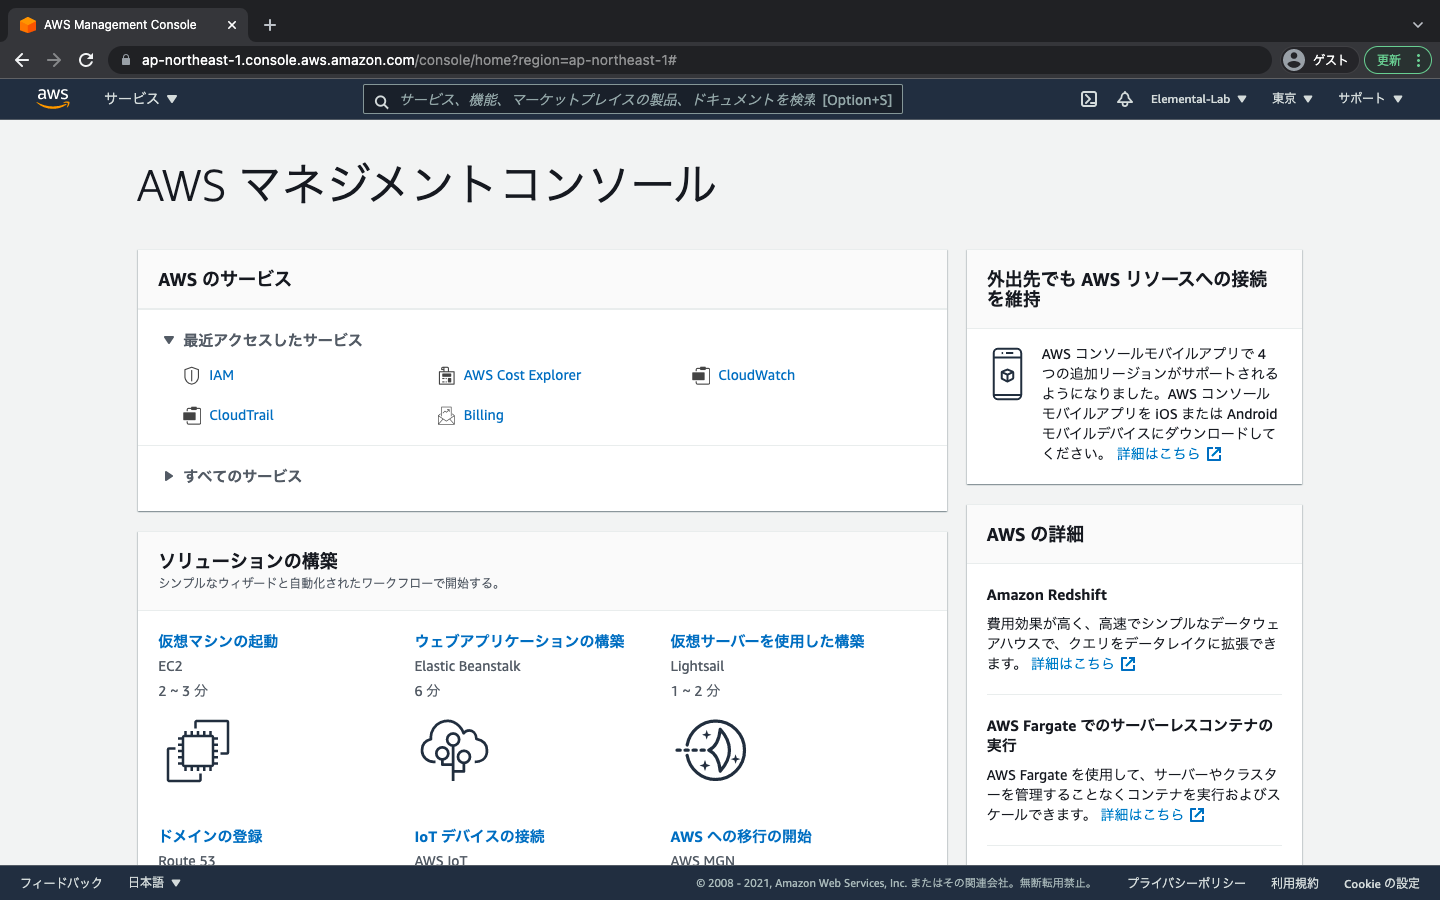 AWS Management Console
ap-northeast-1.console.aws.amazon.com/console/home?region=ap-northeast-1#
ゲスト
更新
aws
サービス
サービス、機能、マーケットプレイスの製品、ドキュメントを検索 [Option+S]
Elemental-Lab
東京
サポート
AWS マネジメントコンソール
AWS のサービス
最近アクセスしたサービス
IAM
AWS Cost Explorer
CloudWatch
CloudTrail
Billing
すべてのサービス
ソリューションの構築
シンプルなウィザードと自動化されたワークフローで開始する。
仮想マシンの起動
EC2
2 ~ 3 分
ウェブアプリケーションの構築
Elastic Beanstalk
6 分
仮想サーバーを使用した構築
Lightsail
1 ~ 2 分
ドメインの登録
Route 53
IoT デバイスの接続
AWS IoT
AWS への移行の開始
AWS MGN
外出先でも AWS リソースへの接続
を維持
AWS コンソールモバイルアプリで 4
つの追加リージョンがサポートされる
ようになりました。AWS コンソール
モバイルアプリを iOS または Android
モバイルデバイスにダウンロードして
ください。 詳細はこちら
AWS の詳細
Amazon Redshift
費用効果が高く、高速でシンプルなデータウェ
アハウスで、クエリをデータレイクに拡張でき
ます。 詳細はこちら
AWS Fargate でのサーバーレスコンテナの
実行
AWS Fargate を使用して、サーバーやクラスタ
ーを管理することなくコンテナを実行およびス
ケールできます。 詳細はこちら
フィードバック
日本語
© 2008 - 2021, Amazon Web Services, Inc. またはその関連会社。無断転用禁止。
プライバシーポリシー
利用規約
Cookie の設定